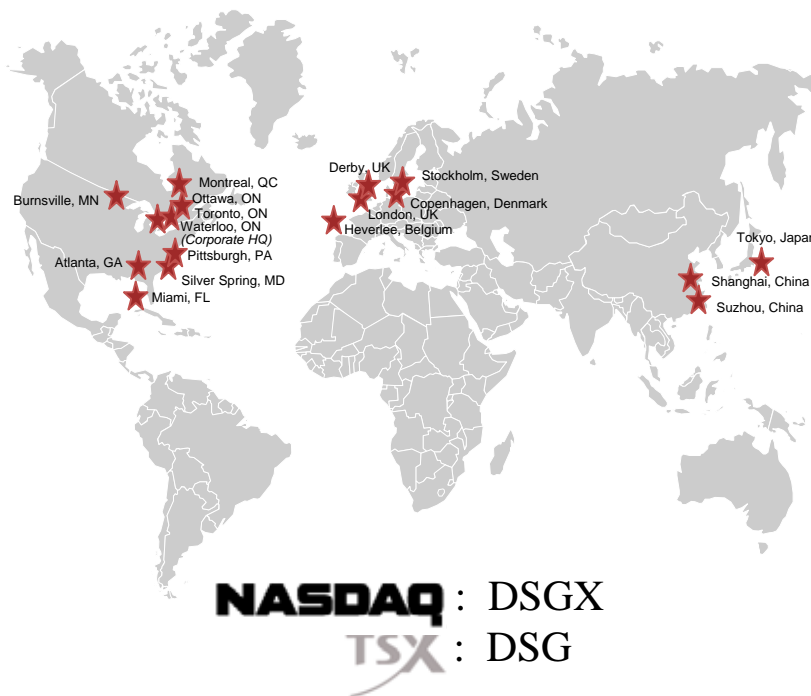 Burnsville, MN
Montreal, QC
Ottawa, ON
Toronto, ON
Waterloo, ON
(Corporate HQ)
Pittsburgh, PA
Atlanta, GA
Silver Spring, MD
Miami, FL
Derby, UK
Stockholm, Sweden
Copenhagen, Denmark
London, UK
Heverlee, Belgium
Tokyo, Japan
Shanghai, China
Suzhou, China
NASDAQ : DSGX
TSX : DSG